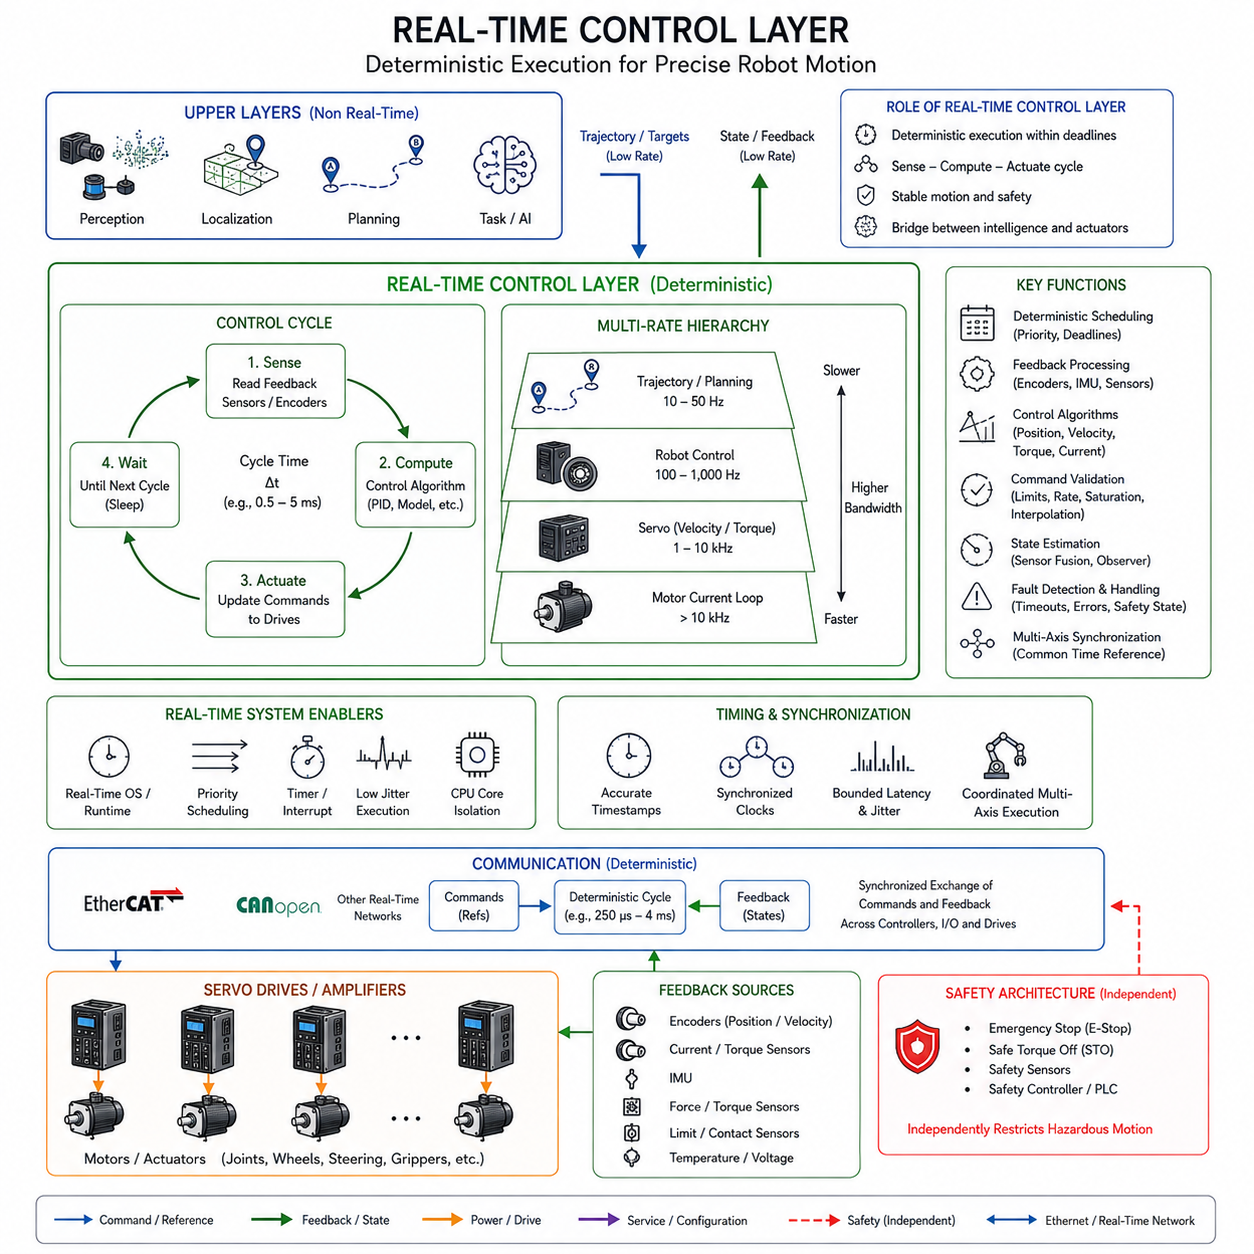 REAL-TIME CONTROL LAYER
Deterministic Execution for Precise Robot Motion
UPPER LAYERS (Non Real-Time)
A
B
Perception
Localization
Planning
Task / AI
Trajectory / Targets
(Low Rate)
State / Feedback
(Low Rate)
ROLE OF REAL-TIME CONTROL LAYER
Deterministic execution within deadlines
Sense – Compute – Actuate cycle
Stable motion and safety
Bridge between intelligence and actuators
REAL-TIME CONTROL LAYER (Deterministic)
CONTROL CYCLE
1. Sense
Read Feedback
Sensors / Encoders
4. Wait
Until Next Cycle
(Sleep)
Cycle Time
Δt
(e.g., 0.5 – 5 ms)
2. Compute
Control Algorithm
(PID, Model, etc.)
3. Actuate
Update Commands
to Drives
MULTI-RATE HIERARCHY
Trajectory / Planning
10 – 50 Hz
Robot Control
100 – 1,000 Hz
Servo (Velocity / Torque)
1 – 10 kHz
Motor Current Loop
> 10 kHz
Slower
Higher
Bandwidth
Faster
KEY FUNCTIONS
Deterministic Scheduling
(Priority, Deadlines)
Feedback Processing
(Encoders, IMU, Sensors)
Control Algorithms
(Position, Velocity,
Torque, Current)
Command Validation
(Limits, Rate, Saturation,
Interpolation)
State Estimation
(Sensor Fusion, Observer)
Fault Detection & Handling
(Timeouts, Errors, Safety State)
Multi-Axis Synchronization
(Common Time Reference)
REAL-TIME SYSTEM ENABLERS
Real-Time OS /
Runtime
Priority
Scheduling
Timer /
Interrupt
Low Jitter
Execution
CPU Core
Isolation
TIMING & SYNCHRONIZATION
Accurate
Timestamps
Synchronized
Clocks
Bounded Latency
& Jitter
Coordinated Multi-
Axis Execution
COMMUNICATION (Deterministic)
EtherCAT
CANopen
Other Real-Time
Networks
Commands
(Refs)
Deterministic Cycle
(e.g., 250 µs – 4 ms)
Feedback
(States)
Synchronized Exchange of
Commands and Feedback
Across Controllers, I/O and Drives
SERVO DRIVES / AMPLIFIERS
...
...
Motors / Actuators (Joints, Wheels, Steering, Grippers, etc.)
FEEDBACK SOURCES
Encoders (Position / Velocity)
Current / Torque Sensors
IMU
Force / Torque Sensors
Limit / Contact Sensors
Temperature / Voltage
SAFETY ARCHITECTURE (Independent)
• Emergency Stop (E-Stop)
• Safe Torque Off (STO)
• Safety Sensors
• Safety Controller / PLC
Independently Restricts Hazardous Motion
Command / Reference
Feedback / State
Power / Drive
Service / Configuration
Safety (Independent)
Ethernet / Real-Time Network